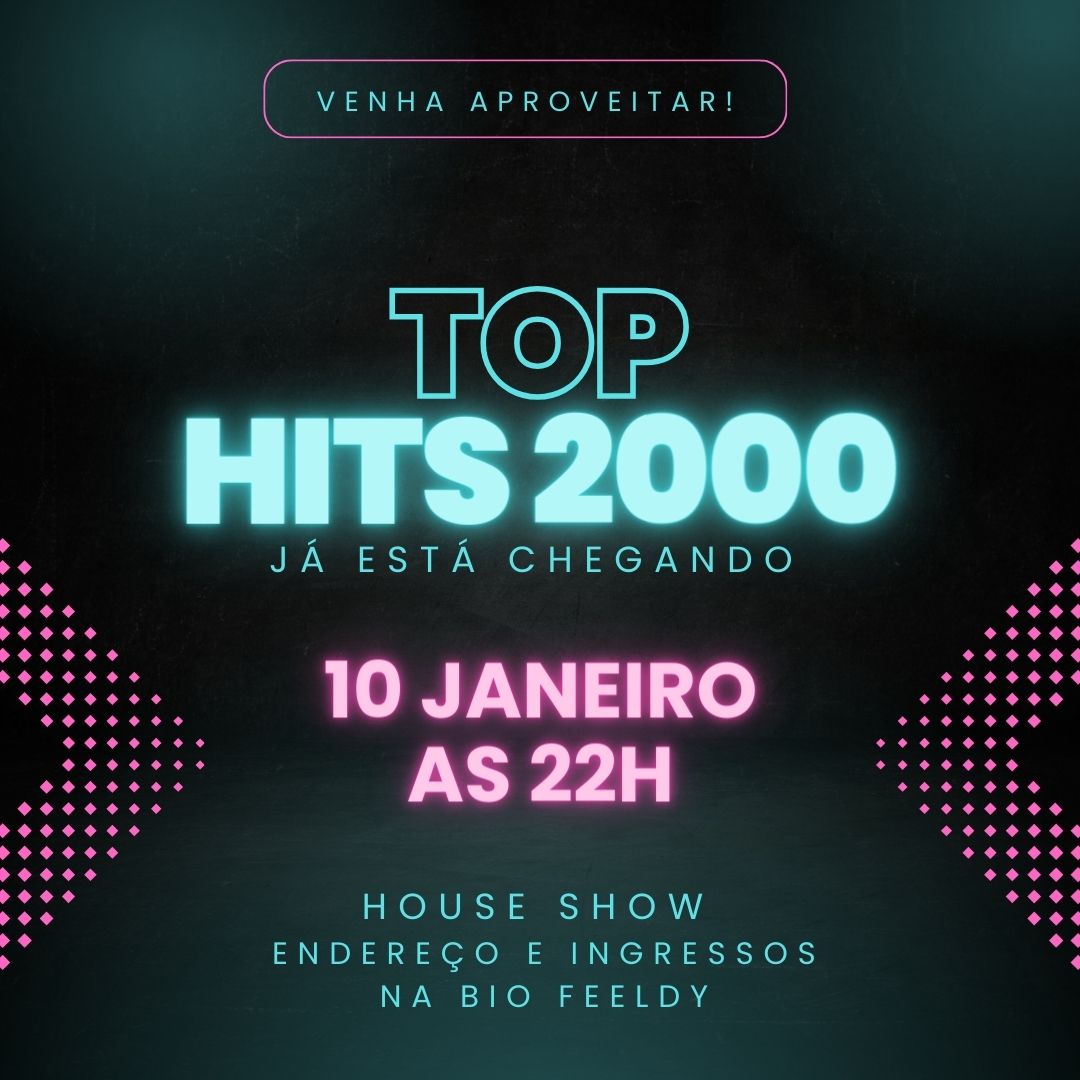 VENHA APROVEITAR!
TOP
HITS 2000
JÁ ESTÁ CHEGANDO
10 JANEIRO
AS 22H
HOUSE SHOW
ENDEREÇO E INGRESSOS
NA BIO FEELDY